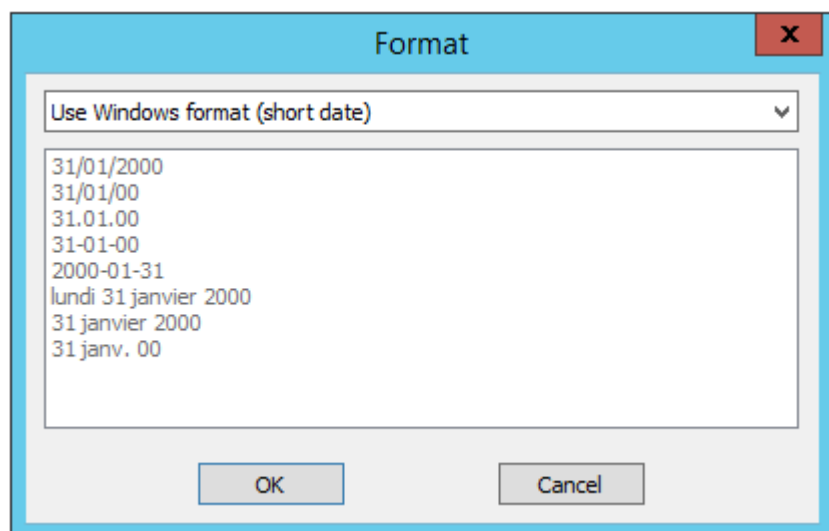 Format
x
Use Windows format (short date)
31/01/2000
31/01/00
31.01.00
31-01-00
2000-01-31
lundi 31 janvier 2000
31 janvier 2000
31 janv. 00
OK
Cancel